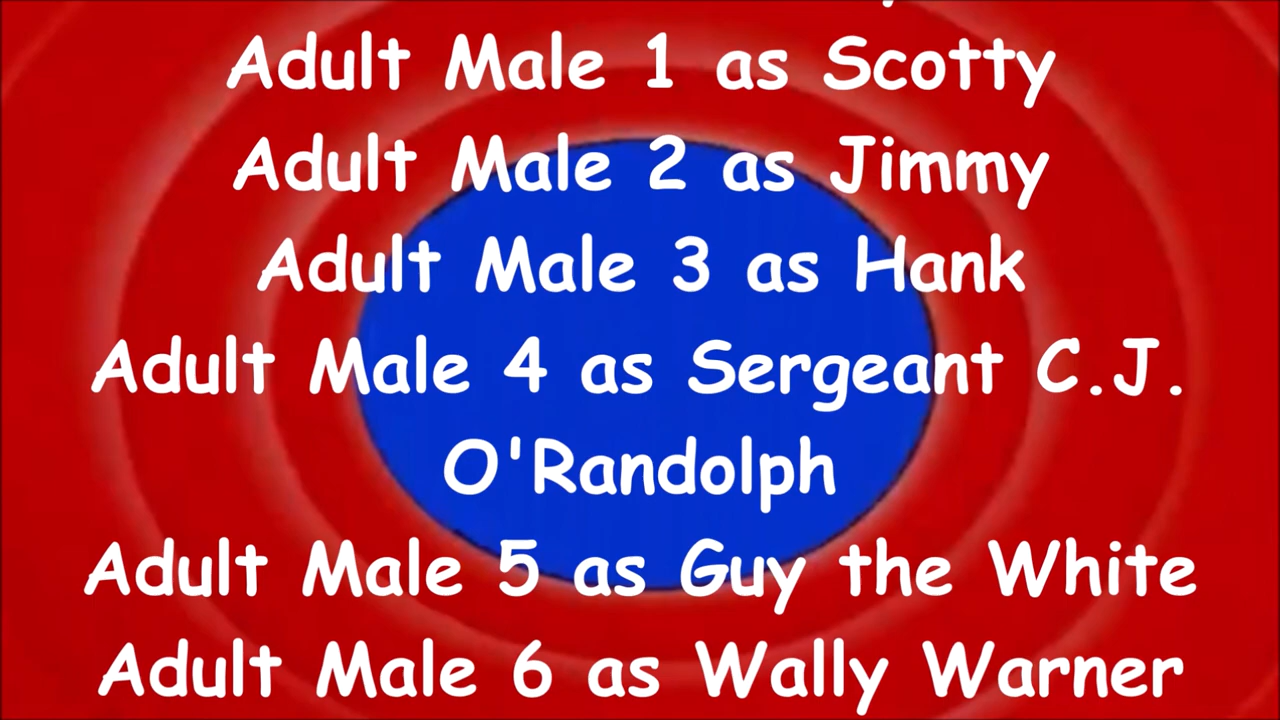 Adult Male 1 as Scotty
Adult Male 2 as Jimmy
Adult Male 3 as Hank
Adult Male 4 as Sergeant C.J.
O'Randolph
Adult Male 5 as Guy the White
Adult Male 6 as Wally Warner